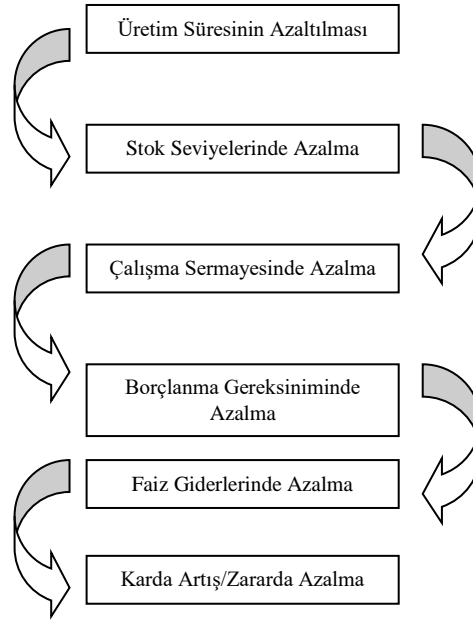 Üretim Süresinin Azaltılması
Stok Seviyelerinde Azalma
Çalışma Sermayesinde Azalma
Borçlanma Gereksiniminde
Azalma
Faiz Giderlerinde Azalma
Karda Artış/Zararda Azalma